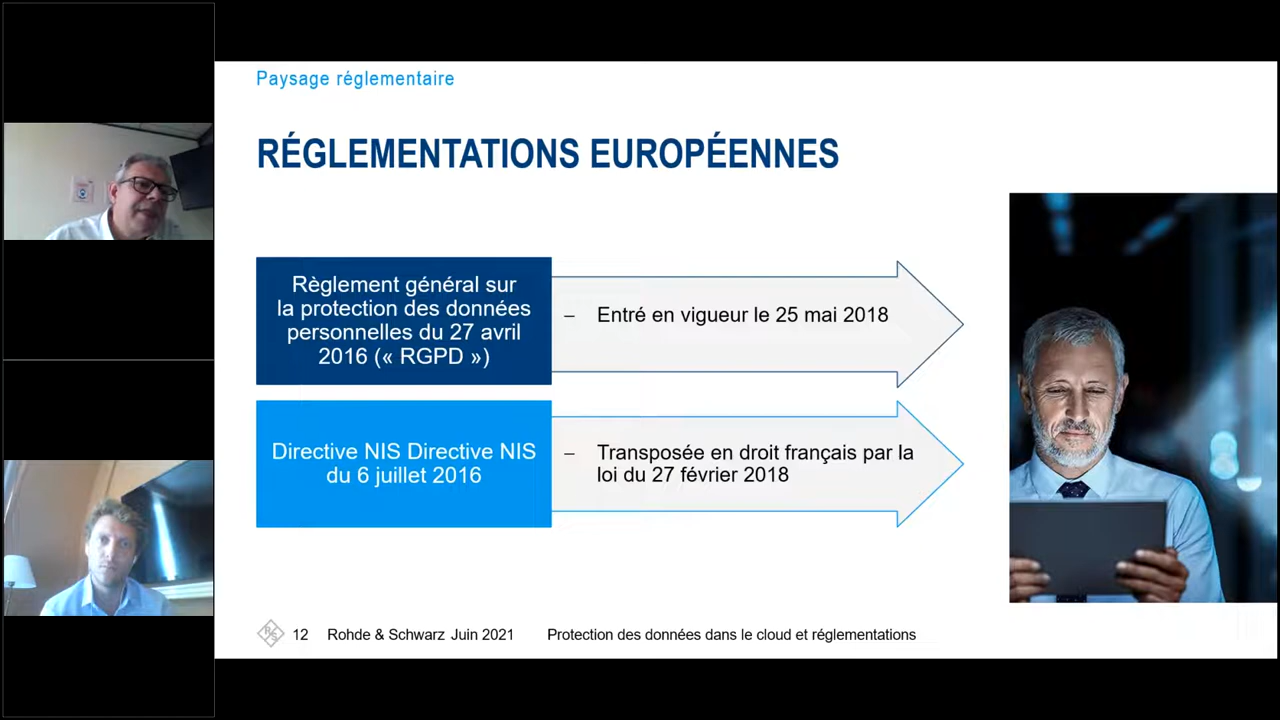 Paysage réglementaire
RÉGLEMENTATIONS EUROPÉENNES
Règlement général sur
la protection des données
personnelles du 27 avril
2016 (« RGPD »)
– Entré en vigueur le 25 mai 2018
Directive NIS Directive NIS
du 6 juillet 2016
– Transposée en droit français par la
loi du 27 février 2018
12 Rohde & Schwarz Juin 2021 Protection des données dans le cloud et réglementations